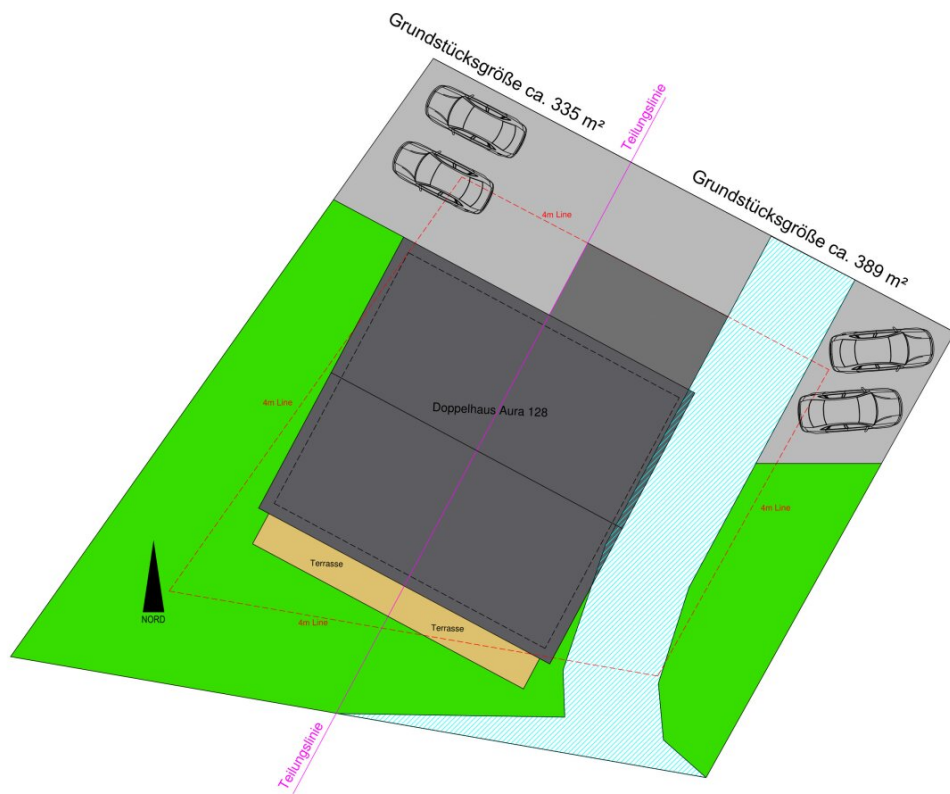 Grundstücksgröße ca. 335 m²
Teilungslinie
Grundstücksgröße ca. 389 m²
4m Line
4m Line
Doppelhaus Aura 128
4m Line
Terrasse
NORD
4m Line
Terrasse
Teilungslinie